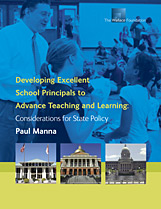 The Wallace Foundation
Developing Excellent
School Principals to
Advance Teaching and Learning:
Considerations for State Policy
Paul Manna